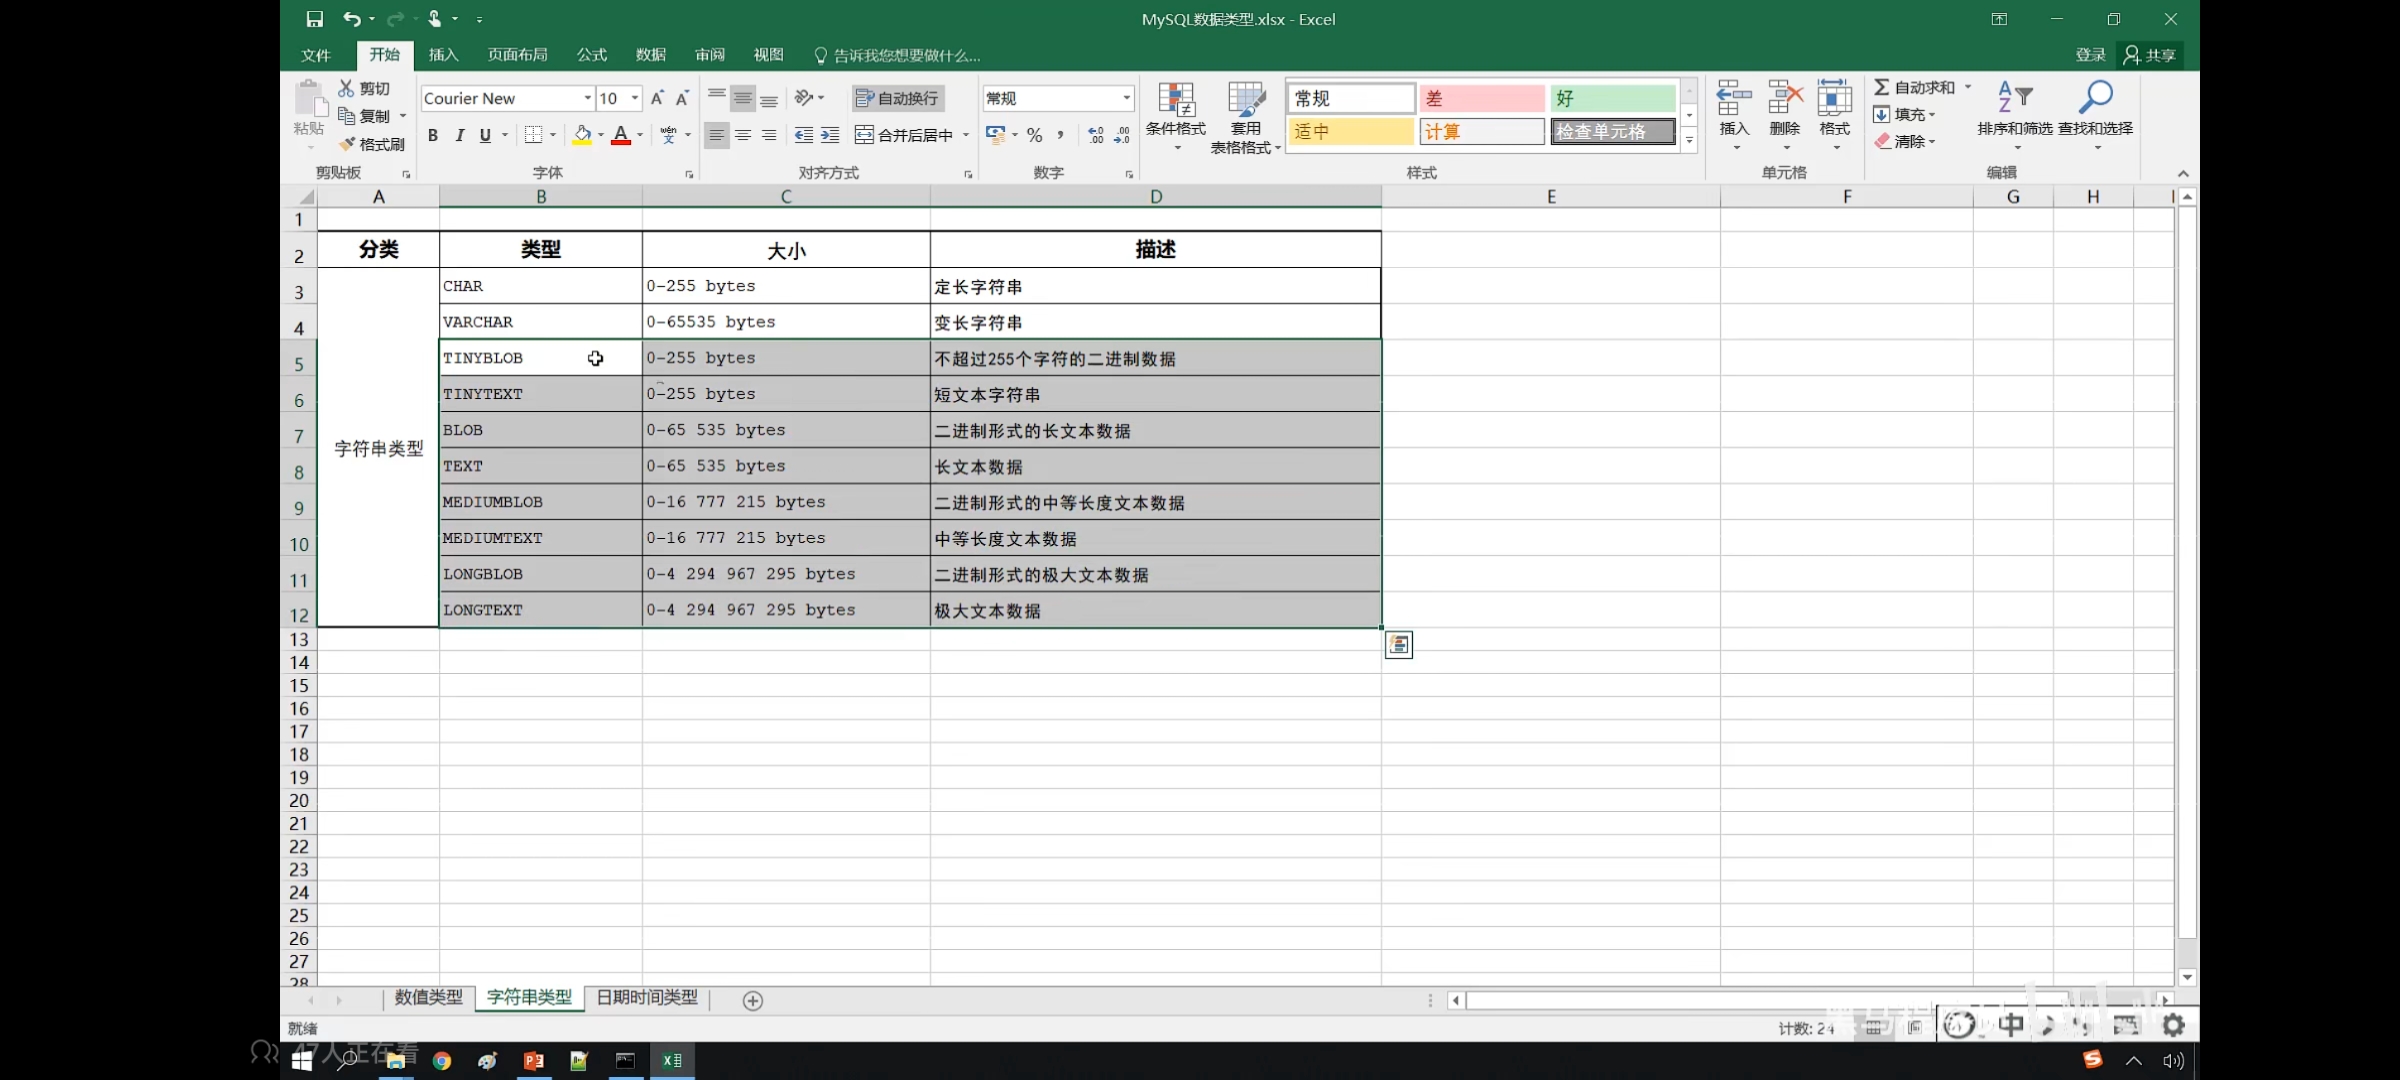 MySQL数据类型.xlsx - Excel
文件 开始 插入 页面布局 公式 数据 审阅 视图 告诉我您想要做什么... 登录 共享
粘贴 剪切 复制 格式刷 剪贴板
Courier New 10 B I U A wén 文 字体
自动换行 合并后居中 对齐方式
常规 % , 数字
条件格式 套用表格格式 常规 差 好 适中 计算 检查单元格 样式
插入 删除 格式 单元格
自动求和 填充 清除 排序和筛选 查找和选择 编辑
A B C D E F G H I
1
2 分类 类型 大小 描述
3 CHAR 0-255 bytes 定长字符串
4 VARCHAR 0-65535 bytes 变长字符串
5 TINYBLOB 0-255 bytes 不超过255个字符的二进制数据
6 TINYTEXT 0-255 bytes 短文本字符串
7 BLOB 0-65 535 bytes 二进制形式的长文本数据
字符串类型
8 TEXT 0-65 535 bytes 长文本数据
9 MEDIUMBLOB 0-16 777 215 bytes 二进制形式的中等长度文本数据
10 MEDIUMTEXT 0-16 777 215 bytes 中等长度文本数据
11 LONGBLOB 0-4 294 967 295 bytes 二进制形式的极大文本数据
12 LONGTEXT 0-4 294 967 295 bytes 极大文本数据
13
14
15
16
17
18
19
20
21
22
23
24
25
26
27
28
数值类型 字符串类型 日期时间类型
就绪 计数: 24 中
47人正在看